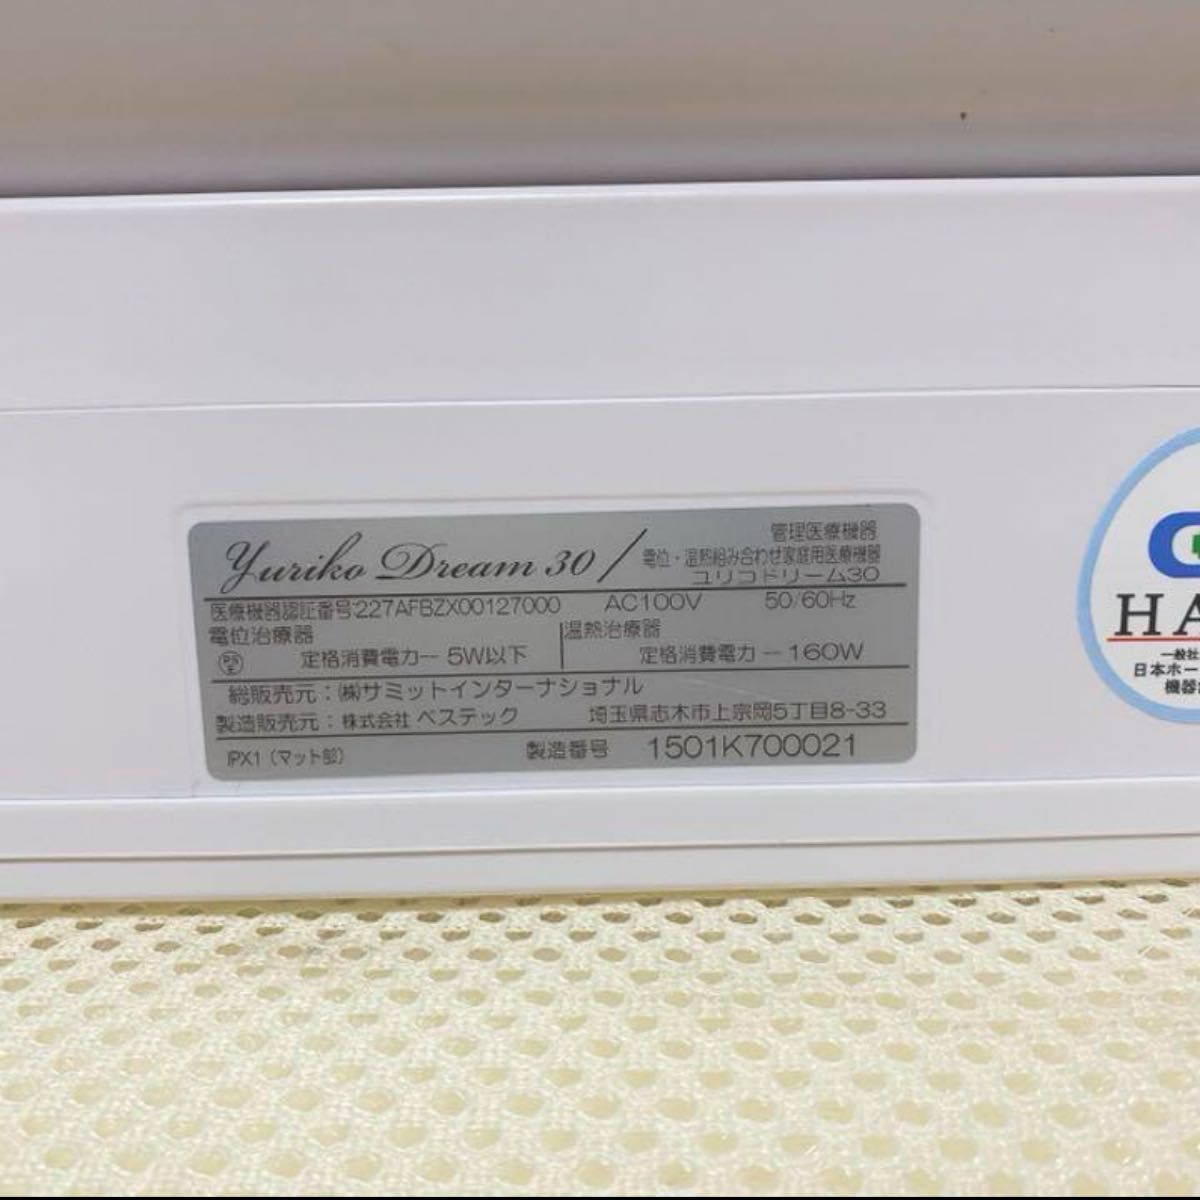 Yuriko Dream 30 / 管理医療機器
電位・温熱組み合わせ家庭用医療機器
ユリコドリーム30
医療機器認証番号:227AFBZX00127000 AC100V 50/60Hz
電位治療器 温熱治療器
PSE 定格消費電力-- 5W以下 定格消費電力 -- 160W
総販売元：㈱サミットインターナショナル
製造販売元：株式会社 ベステック 埼玉県志木市上宗岡5丁目8-33
IPX1（マット部） 製造番号 1501K700021
HA
一般社
日本ホー
機器